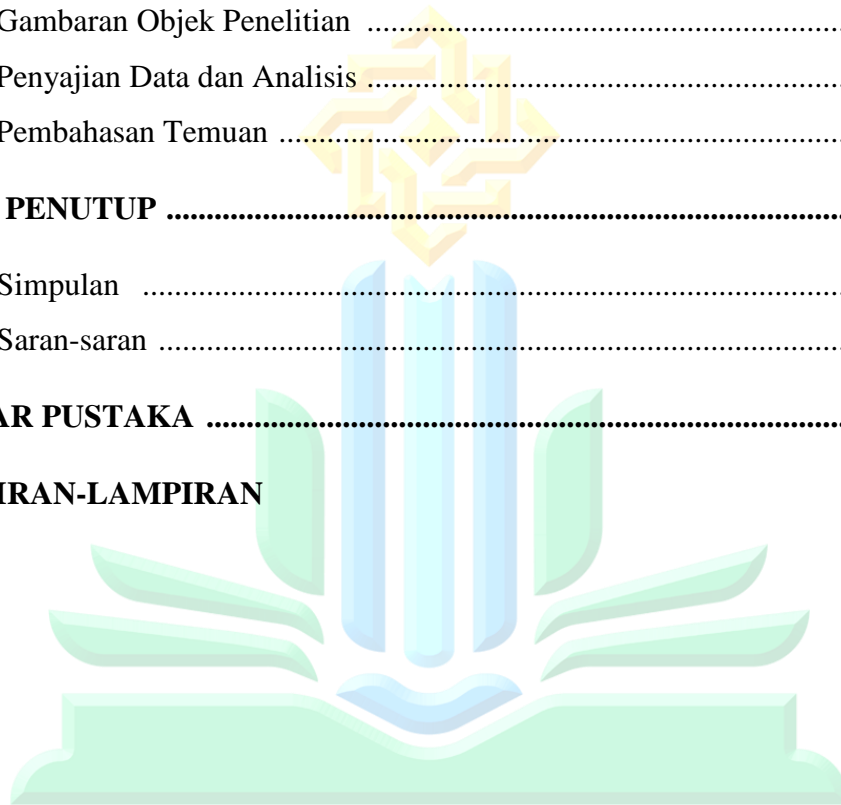 Gambaran Objek Penelitian ................................................................
Penyajian Data dan Analisis ................................................................
Pembahasan Temuan ................................................................
PENUTUP ................................................................
Simpulan ................................................................
Saran-saran ................................................................
AR PUSTAKA ................................................................
IRAN-LAMPIRAN